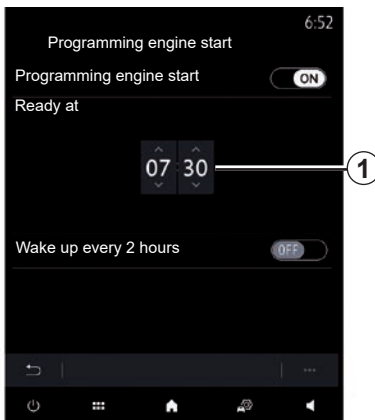 6:52
Programming engine start
Programming engine start ON
Ready at
07 30
1
Wake up every 2 hours OFF